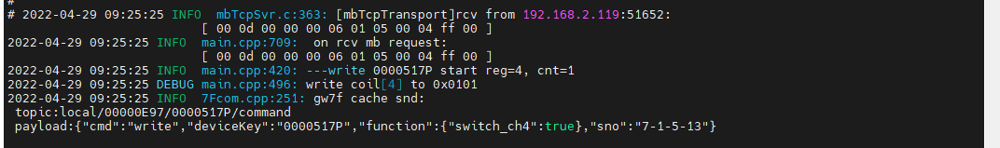 #
# 2022-04-29 09:25:25 INFO  mbTcpSvr.c:363: [mbTcpTransport]rcv from 192.168.2.119:51652:
[ 00 0d 00 00 00 06 01 05 00 04 ff 00 ]
2022-04-29 09:25:25 INFO  main.cpp:709:  on rcv mb request:
[ 00 0d 00 00 00 06 01 05 00 04 ff 00 ]
2022-04-29 09:25:25 INFO  main.cpp:420: ---write 0000517P start reg=4, cnt=1
2022-04-29 09:25:25 DEBUG main.cpp:496: write coil[4] to 0x0101
2022-04-29 09:25:25 INFO  7Fcom.cpp:251: gw7f cache snd:
topic:local/00000E97/0000517P/command
payload:{"cmd":"write","deviceKey":"0000517P","function":{"switch_ch4":true},"sno":"7-1-5-13"}